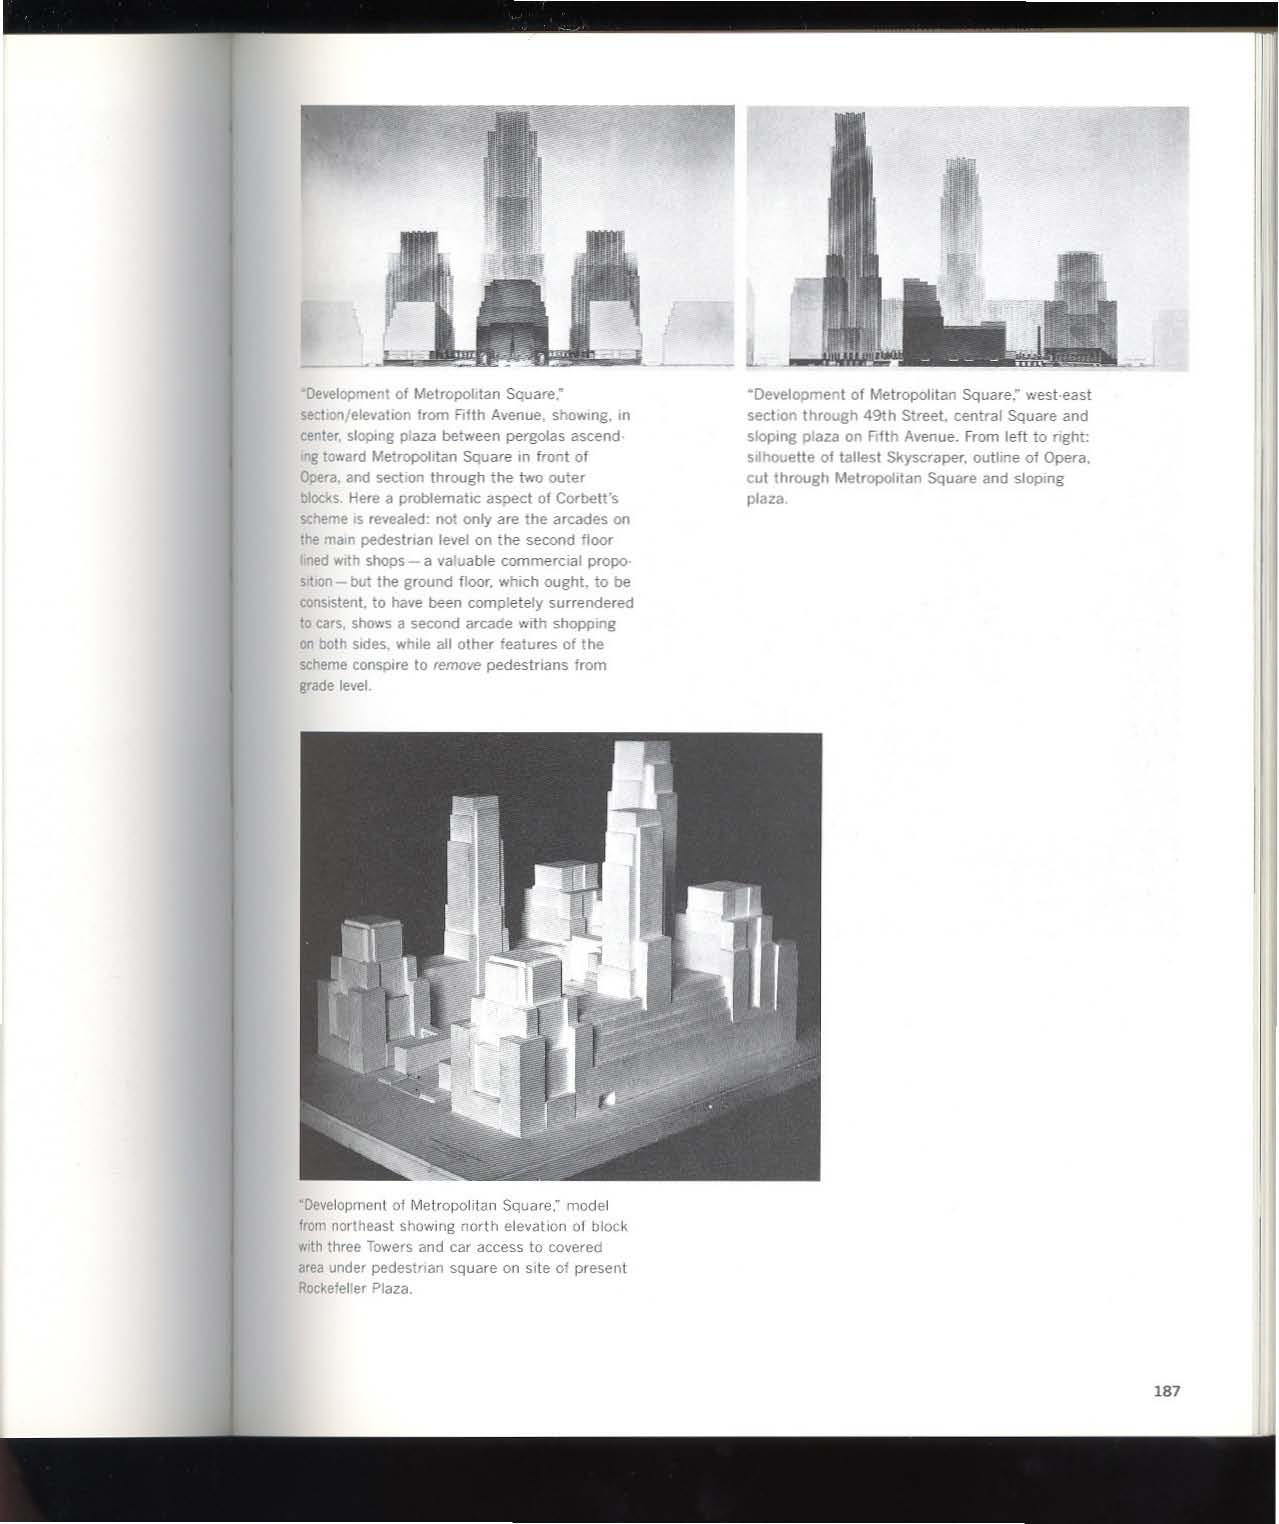 "Development of Metropolitan Square,"
section/elevation from Fifth Avenue, showing, in
center, sloping plaza between pergolas ascend-
ing toward Metropolitan Square in front of
Opera, and section through the two outer
blocks. Here a problematic aspect of Corbett's
scheme is revealed: not only are the arcades on
the main pedestrian level on the second floor
lined with shops — a valuable commercial propo-
sition — but the ground floor, which ought, to be
consistent, to have been completely surrendered
to cars, shows a second arcade with shopping
on both sides, while all other features of the
scheme conspire to remove pedestrians from
grade level.
"Development of Metropolitan Square," west-east
section through 49th Street, central Square and
sloping plaza on Fifth Avenue. From left to right:
silhouette of tallest Skyscraper, outline of Opera,
cut through Metropolitan Square and sloping
plaza.
"Development of Metropolitan Square," model
from northeast showing north elevation of block
with three Towers and car access to covered
area under pedestrian square on site of present
Rockefeller Plaza.
187